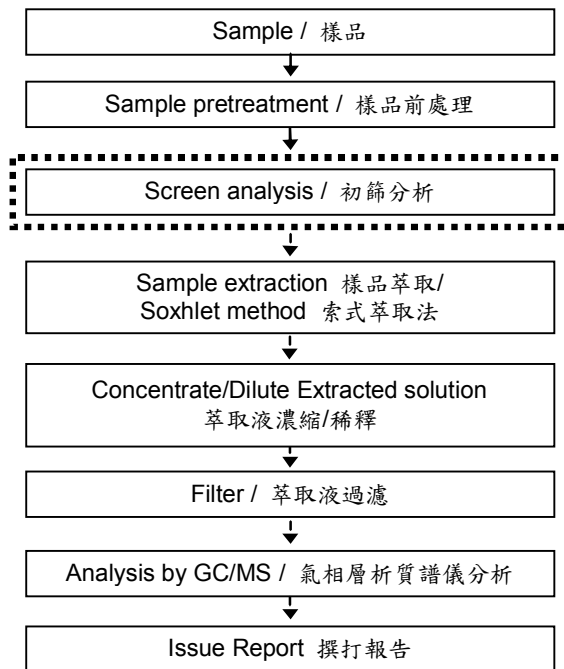 Sample / 樣品
Sample pretreatment / 樣品前處理
Screen analysis / 初篩分析
Sample extraction 樣品萃取/
Soxhlet method 索式萃取法
Concentrate/Dilute Extracted solution
萃取液濃縮/稀釋
Filter / 萃取液過濾
Analysis by GC/MS / 氣相層析質譜儀分析
Issue Report 撰打報告